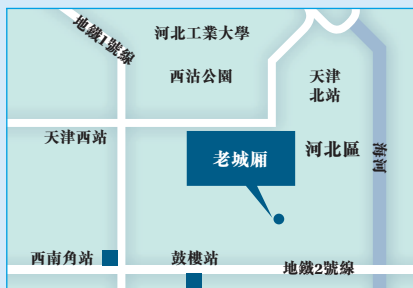 地鐵1號線
河北工業大學
西沽公園
天津
北站
天津西站
老城厢
河北區
海河
西南角站
鼓樓站
地鐵2號線